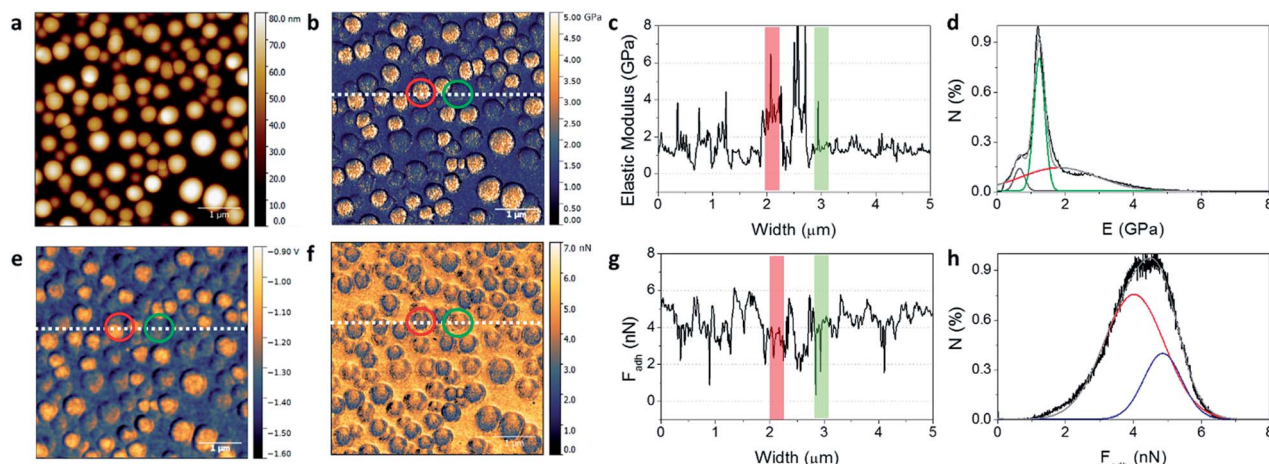 a
80.0 nm
70.0
60.0
50.0
40.0
30.0
20.0
10.0
0.0
1 μm
b
5.00 GPa
4.50
4.00
3.50
3.00
2.50
2.00
1.50
1.00
0.50
0.00
1 μm
c
Elastic Modulus (GPa)
8
6
4
2
0
0 1 2 3 4 5
Width (μm)
d
N (%)
0.9
0.6
0.3
0.0
0 2 4 6 8
E (GPa)
e
−0.90 V
−1.00
−1.10
−1.20
−1.30
−1.40
−1.50
−1.60
1 μm
f
7.0 nN
6.0
5.0
4.0
3.0
2.0
1.0
0.0
1 μm
g
F adh (nN)
8
6
4
2
0
0 1 2 3 4 5
Width (μm)
h
N (%)
0.9
0.6
0.3
0.0
0 2 4 6 8
F adh (nN)